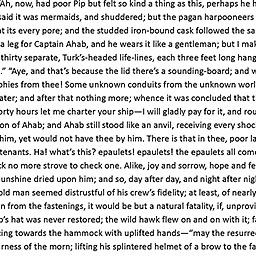 "Ah, now, had poor Pip but felt so kind a thing as this, perhaps he h
said it was mermaids, and shuddered; but the pagan harpooneers
at its every pore; and the studded iron-bound cask followed the sa
a leg for Captain Ahab, and he wears it like a gentleman; but I mak
thirty separate, Turk's-headed life-lines, each three feet long hang
." "Aye, and that's because the lid there's a sounding-board; and w
phies from thee! Some unknown conduits from the unknown worl
ater; and after that nothing more; whence it was concluded that t
orty hours let me charter your ship—I will gladly pay for it, and rou
on of Ahab; and Ahab still stood like an anvil, receiving every shoc
him, yet would not have thee by him. There is that in thee, poor la
tenants. Ha! what's this? epaulets! epaulets! the epaulets all com
ck no more strove to check one. Alike, joy and sorrow, hope and fe
sunshine dried upon him; and so, day after day, and night after nigh
old man seemed distrustful of his crew's fidelity; at least, of nearly
n from the fastenings, it would be but a natural fatality, if, unprovi
b's hat was never restored; the wild hawk flew on and on with it; fa
cing towards the hammock with uplifted hands—"may the resurrec
rness of the morn; lifting his splintered helmet of a brow to the fa